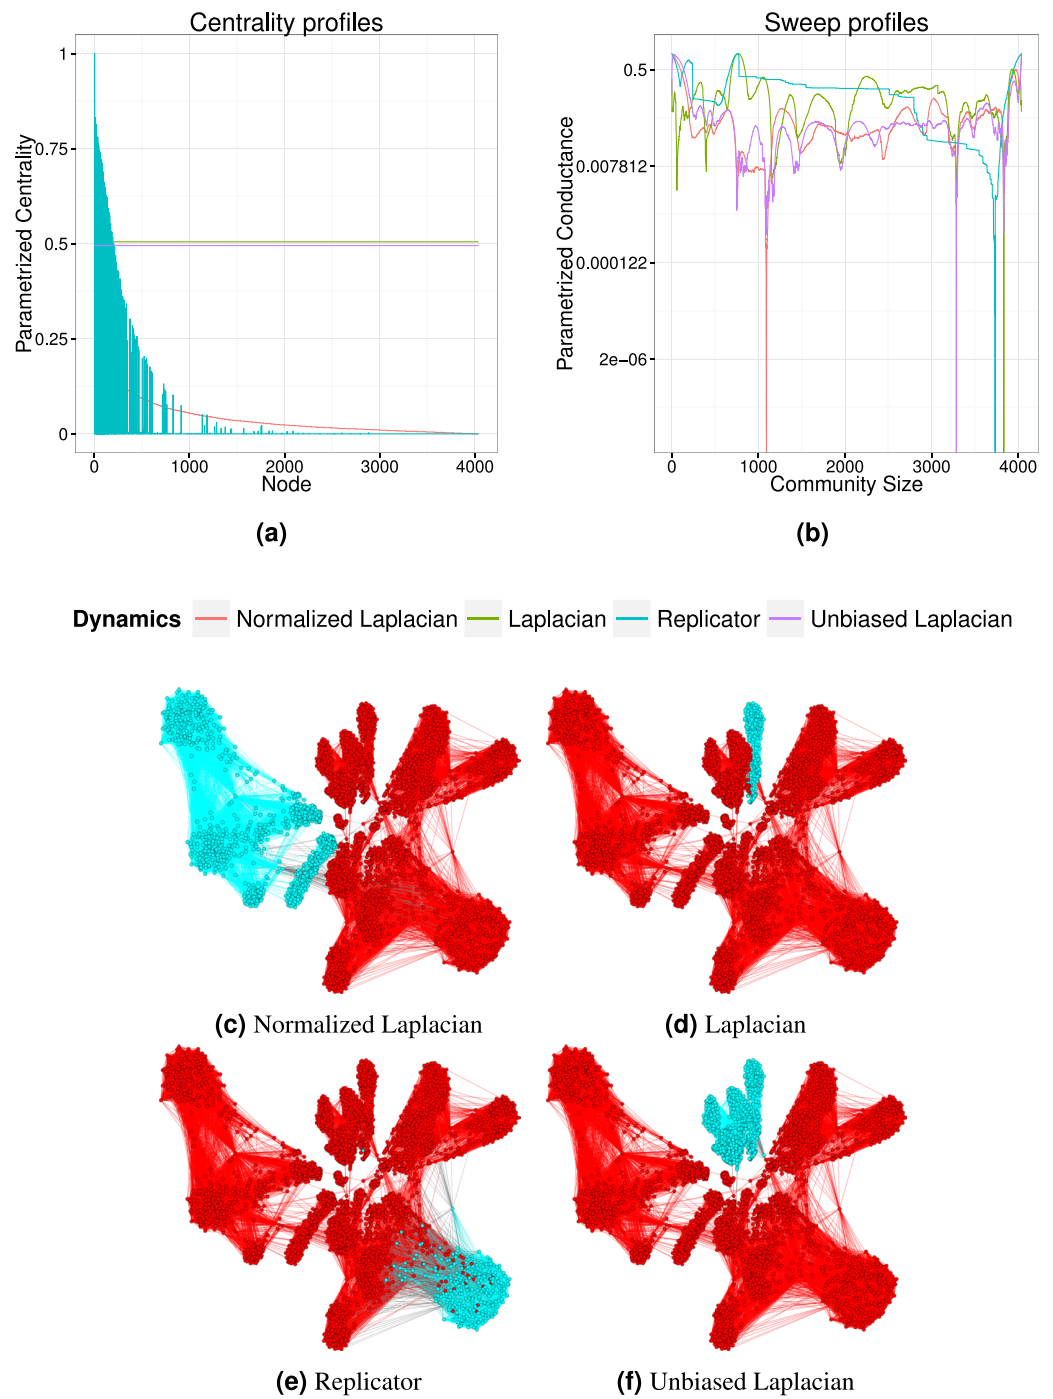 Centrality profiles
Sweep profiles
Parametrized Centrality
1
0.75
0.5
0.25
0
0
1000
2000
3000
4000
Node
(a)
Parametrized Conductance
0.5
0.007812
0.000122
2e−06
0
1000
2000
3000
4000
Community Size
(b)
Dynamics Normalized Laplacian Laplacian Replicator Unbiased Laplacian
(c) Normalized Laplacian
(d) Laplacian
(e) Replicator
(f) Unbiased Laplacian